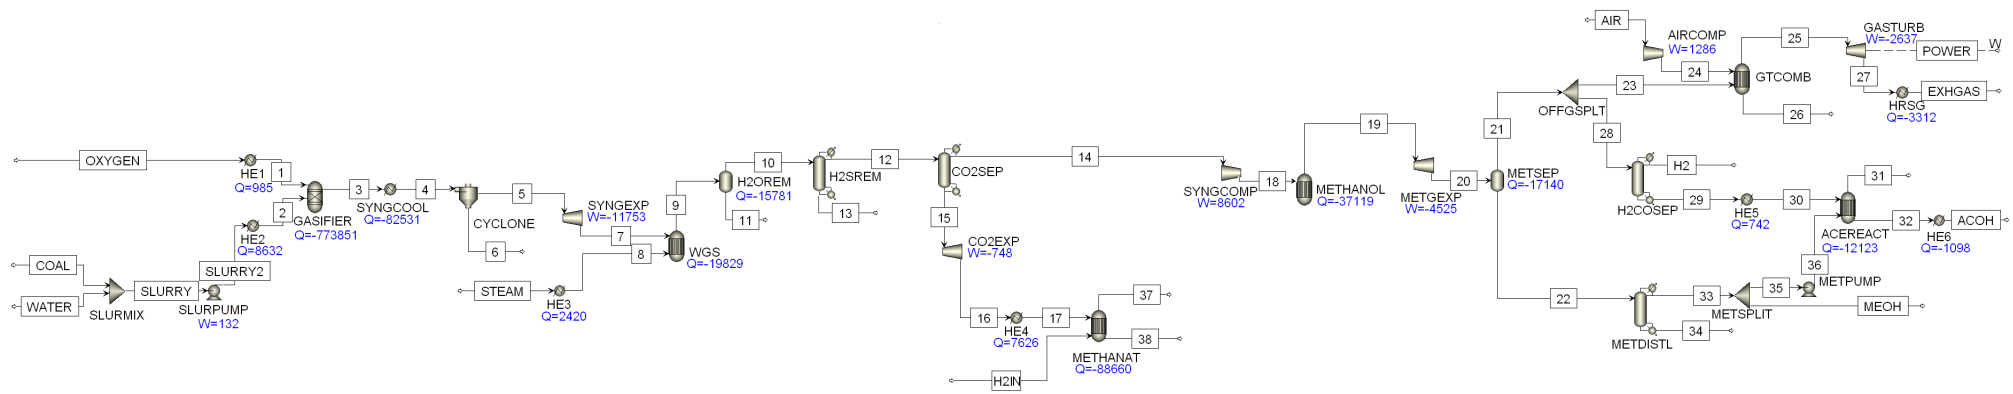 OXYGEN
HE1
Q=985
1
COAL
WATER
SLURMIX
SLURRY
SLURRY2
SLURPUMP
W=132
HE2
Q=8632
2
GASIFIER
Q=-773851
3
SYNGCOOL
Q=-82531
4
CYCLONE
5
6
SYNGEXP
W=-11753
7
STEAM
HE3
Q=2420
8
WGS
Q=-19829
9
H2OREM
Q=-15781
10
11
H2SREM
12
13
CO2SEP
14
15
CO2EXP
W=-748
16
HE4
Q=7626
17
H2IN
METHANAT
Q=-88660
37
38
SYNGCOMP
W=8602
18
METHANOL
Q=-37119
19
METGEXP
W=-4525
20
METSEP
Q=-17140
21
22
OFFGSPLT
23
28
AIR
AIRCOMP
W=1286
24
GTCOMB
25
26
GASTURB
W=-2637
POWER
W
27
HRSG
Q=-3312
EXHGAS
H2COSEP
H2
29
HE5
Q=742
30
ACEREACT
Q=-12123
31
32
HE6
Q=-1098
ACOH
METDISTL
33
34
METSPLIT
35
METPUMP
36
MEOH